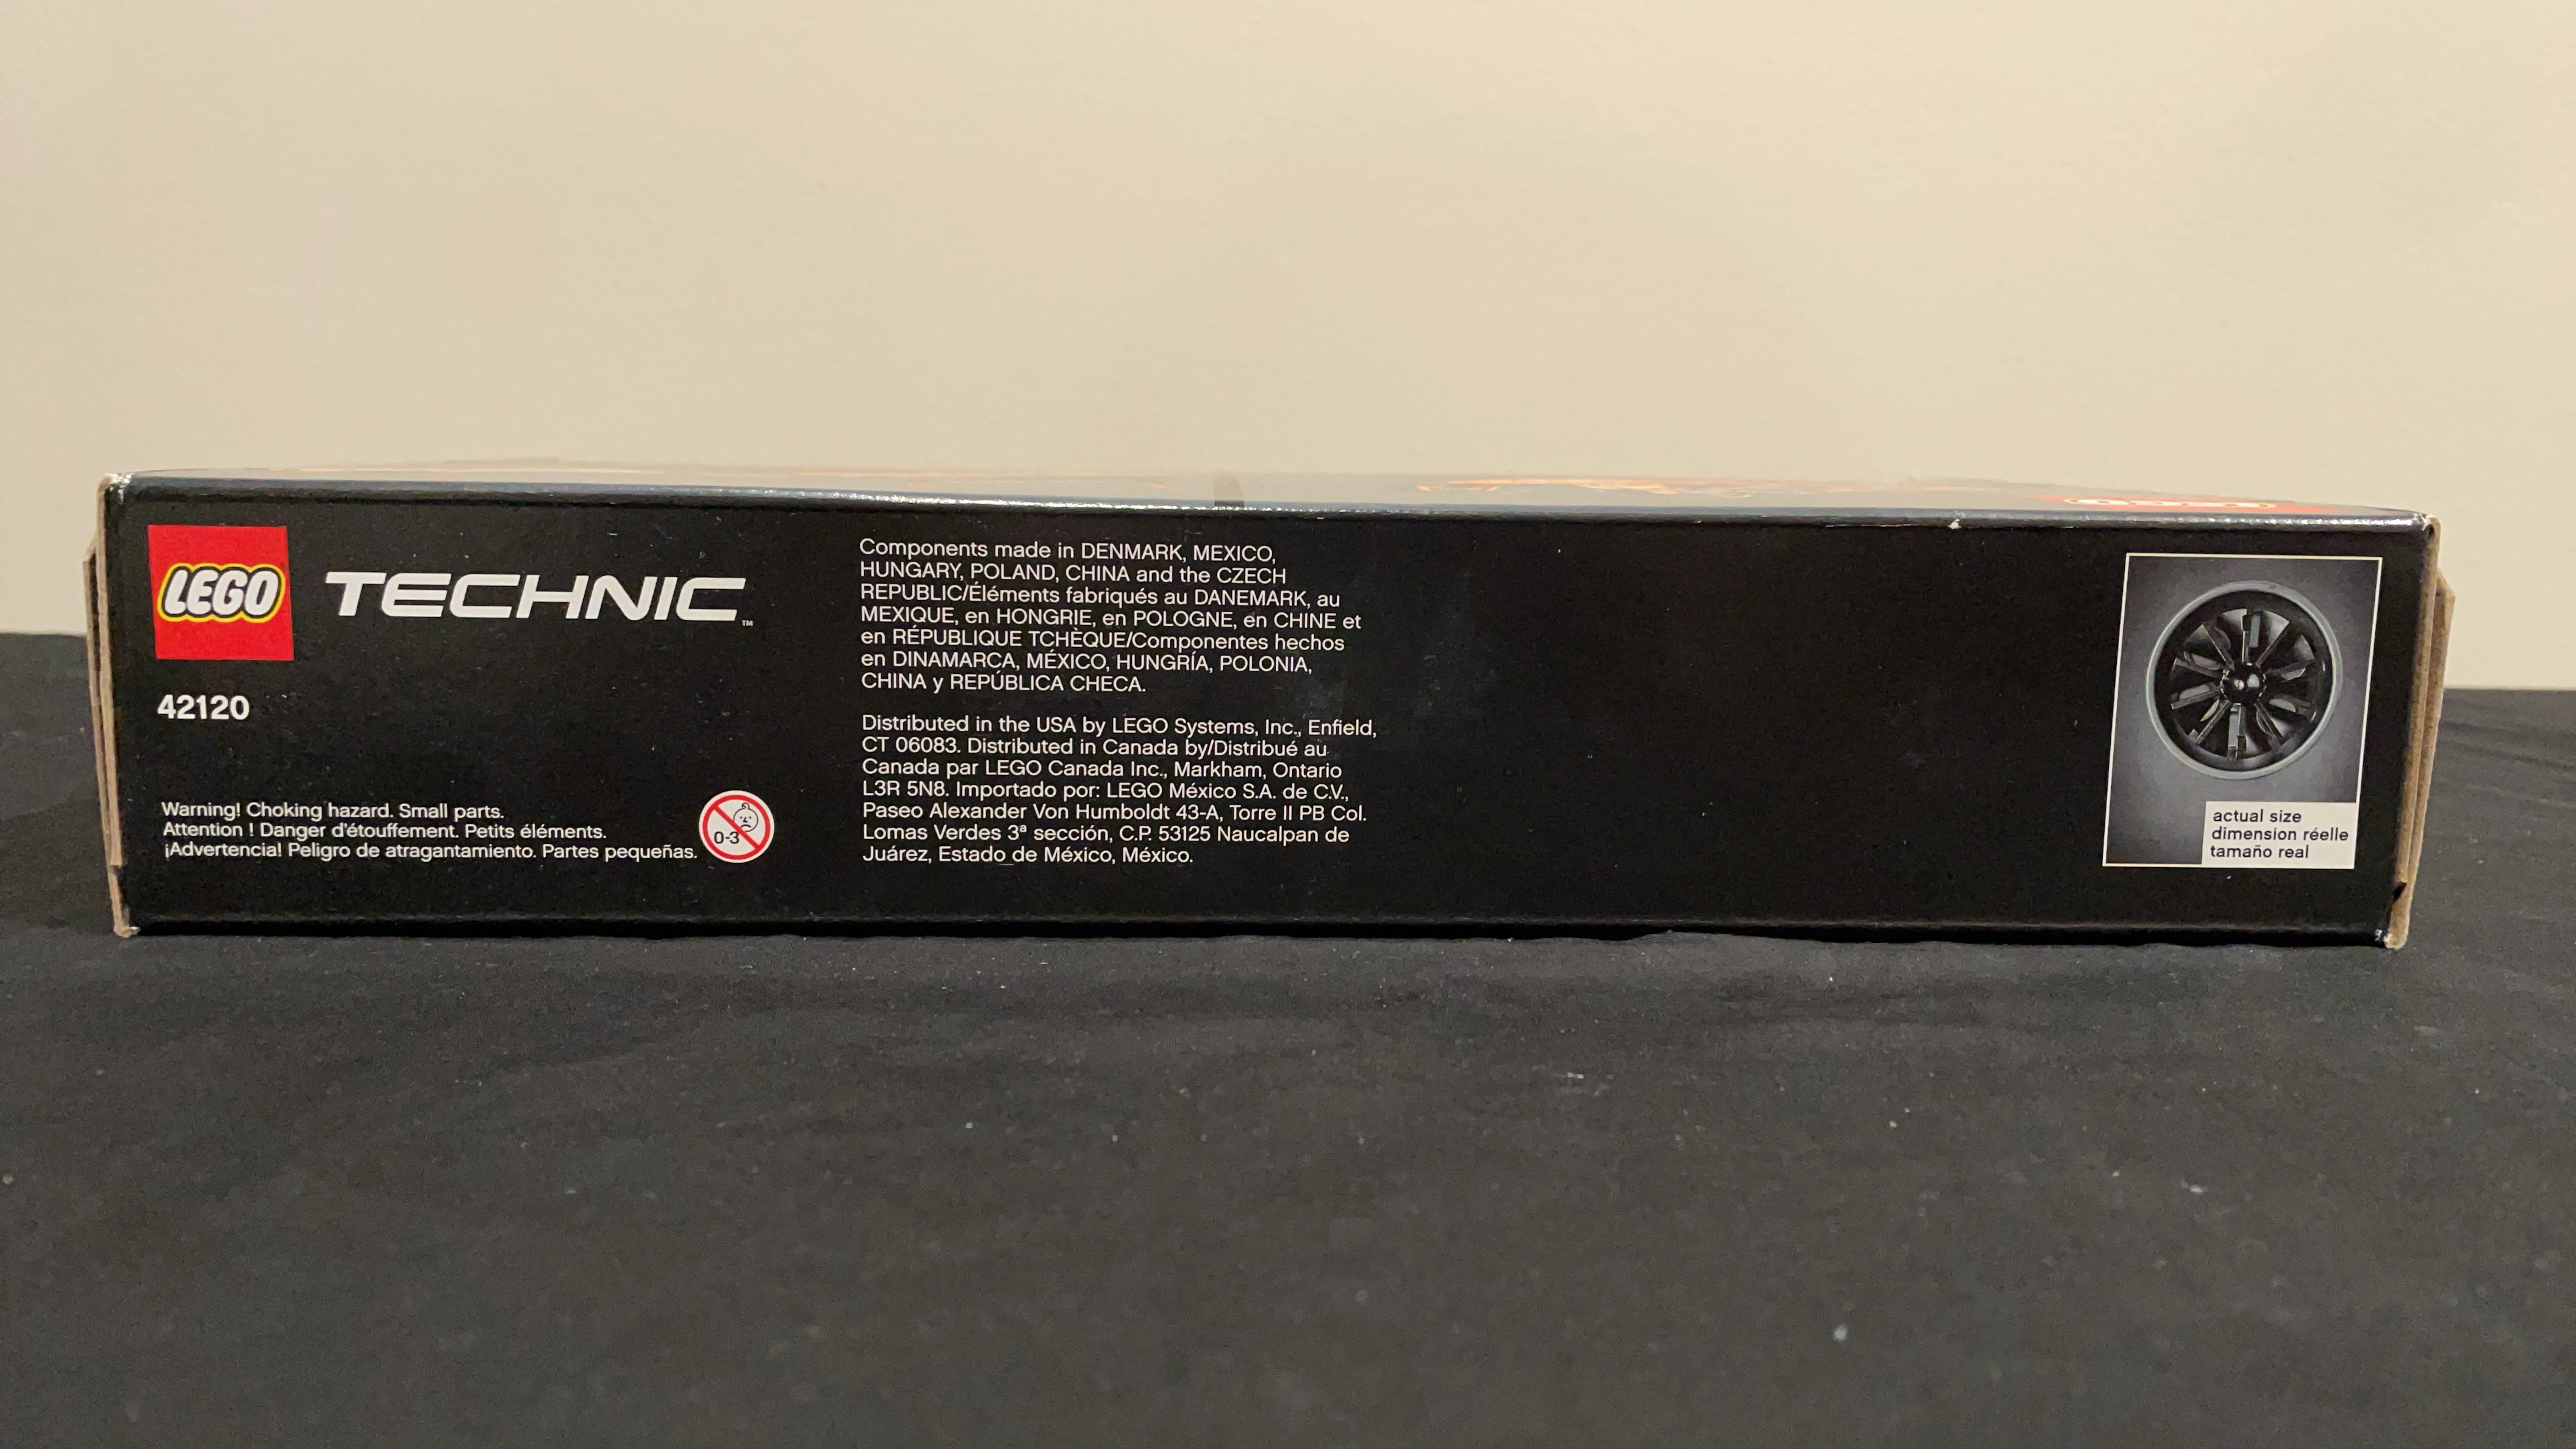 LEGO TECHNIC™
42120
Warning! Choking hazard. Small parts.
Attention ! Danger d'étouffement. Petits éléments.
¡Advertencia! Peligro de atragantamiento. Partes pequeñas.
0-3
Components made in DENMARK, MEXICO,
HUNGARY, POLAND, CHINA and the CZECH
REPUBLIC/Éléments fabriqués au DANEMARK, au
MEXIQUE, en HONGRIE, en POLOGNE, en CHINE et
en RÉPUBLIQUE TCHÈQUE/Componentes hechos
en DINAMARCA, MÉXICO, HUNGRÍA, POLONIA,
CHINA y REPÚBLICA CHECA.
Distributed in the USA by LEGO Systems, Inc., Enfield,
CT 06083. Distributed in Canada by/Distribué au
Canada par LEGO Canada Inc., Markham, Ontario
L3R 5N8. Importado por: LEGO México S.A. de C.V.,
Paseo Alexander Von Humboldt 43-A, Torre II PB Col.
Lomas Verdes 3ª sección, C.P. 53125 Naucalpan de
Juárez, Estado de México, México.
actual size
dimension réelle
tamaño real